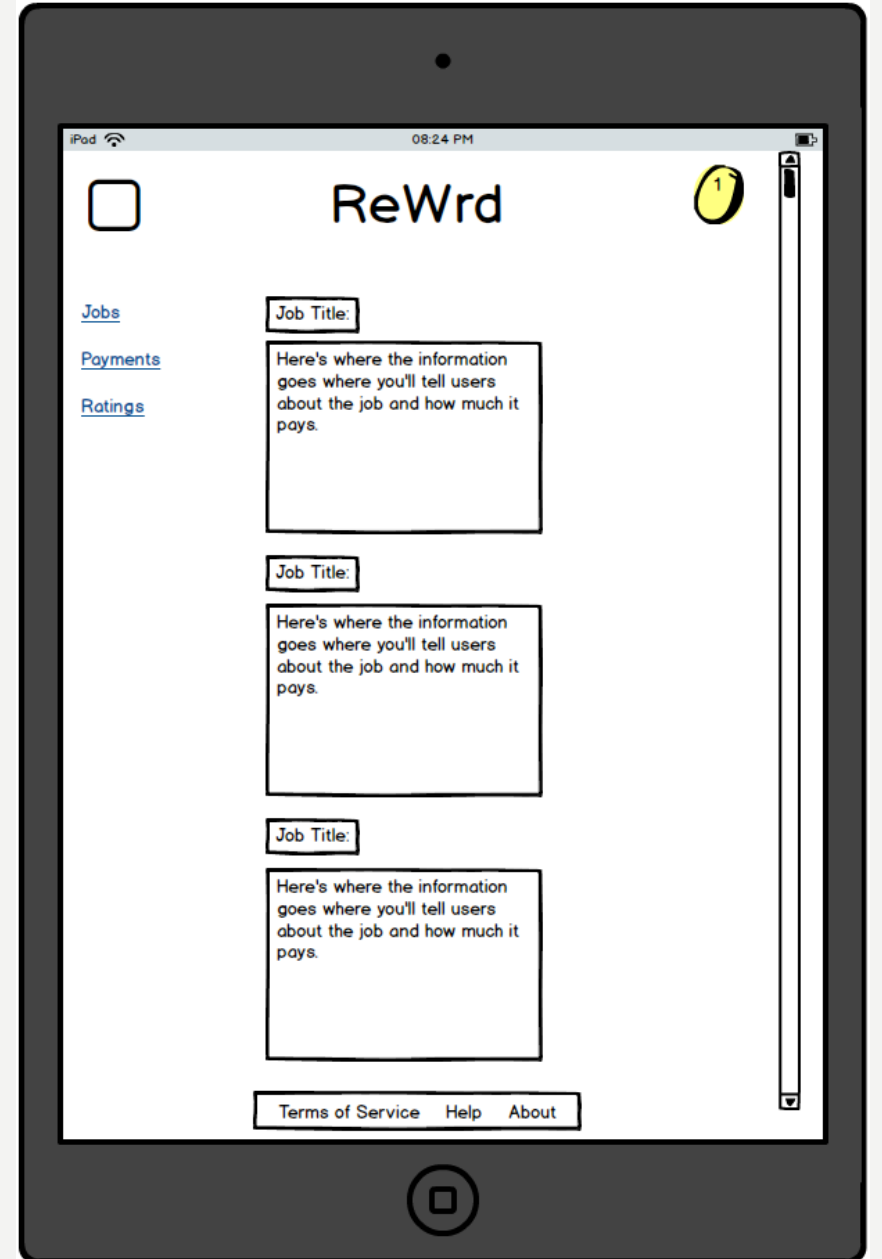 iPad 08:24 PM
ReWrd
1
Jobs
Payments
Ratings
Job Title:
Here's where the information
goes where you'll tell users
about the job and how much it
pays.
Job Title:
Here's where the information
goes where you'll tell users
about the job and how much it
pays.
Job Title:
Here's where the information
goes where you'll tell users
about the job and how much it
pays.
Terms of Service Help About